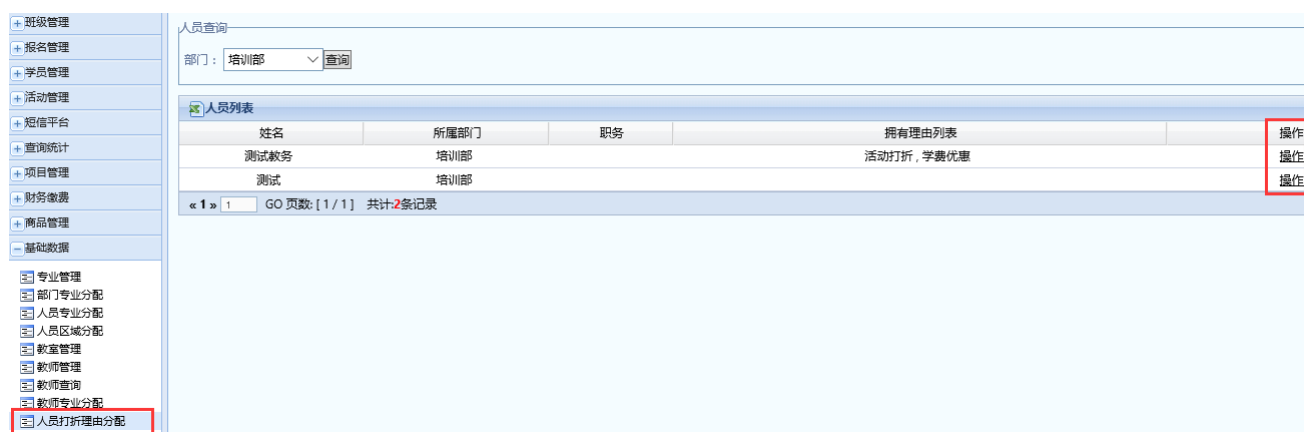 班级管理
报名管理
学员管理
活动管理
短信平台
查询统计
项目管理
财务缴费
商品管理
基础数据
专业管理
部门专业分配
人员专业分配
人员区域分配
教室管理
教师管理
教师查询
教师专业分配
人员打折理由分配
人员查询
部门： 培训部 查询
人员列表
姓名 所属部门 职务 拥有理由列表 操作
测试教务 培训部 活动打折 , 学费优惠 操作
测试 培训部 操作
« 1 » 1 GO 页数: [ 1 / 1 ] 共计:2条记录